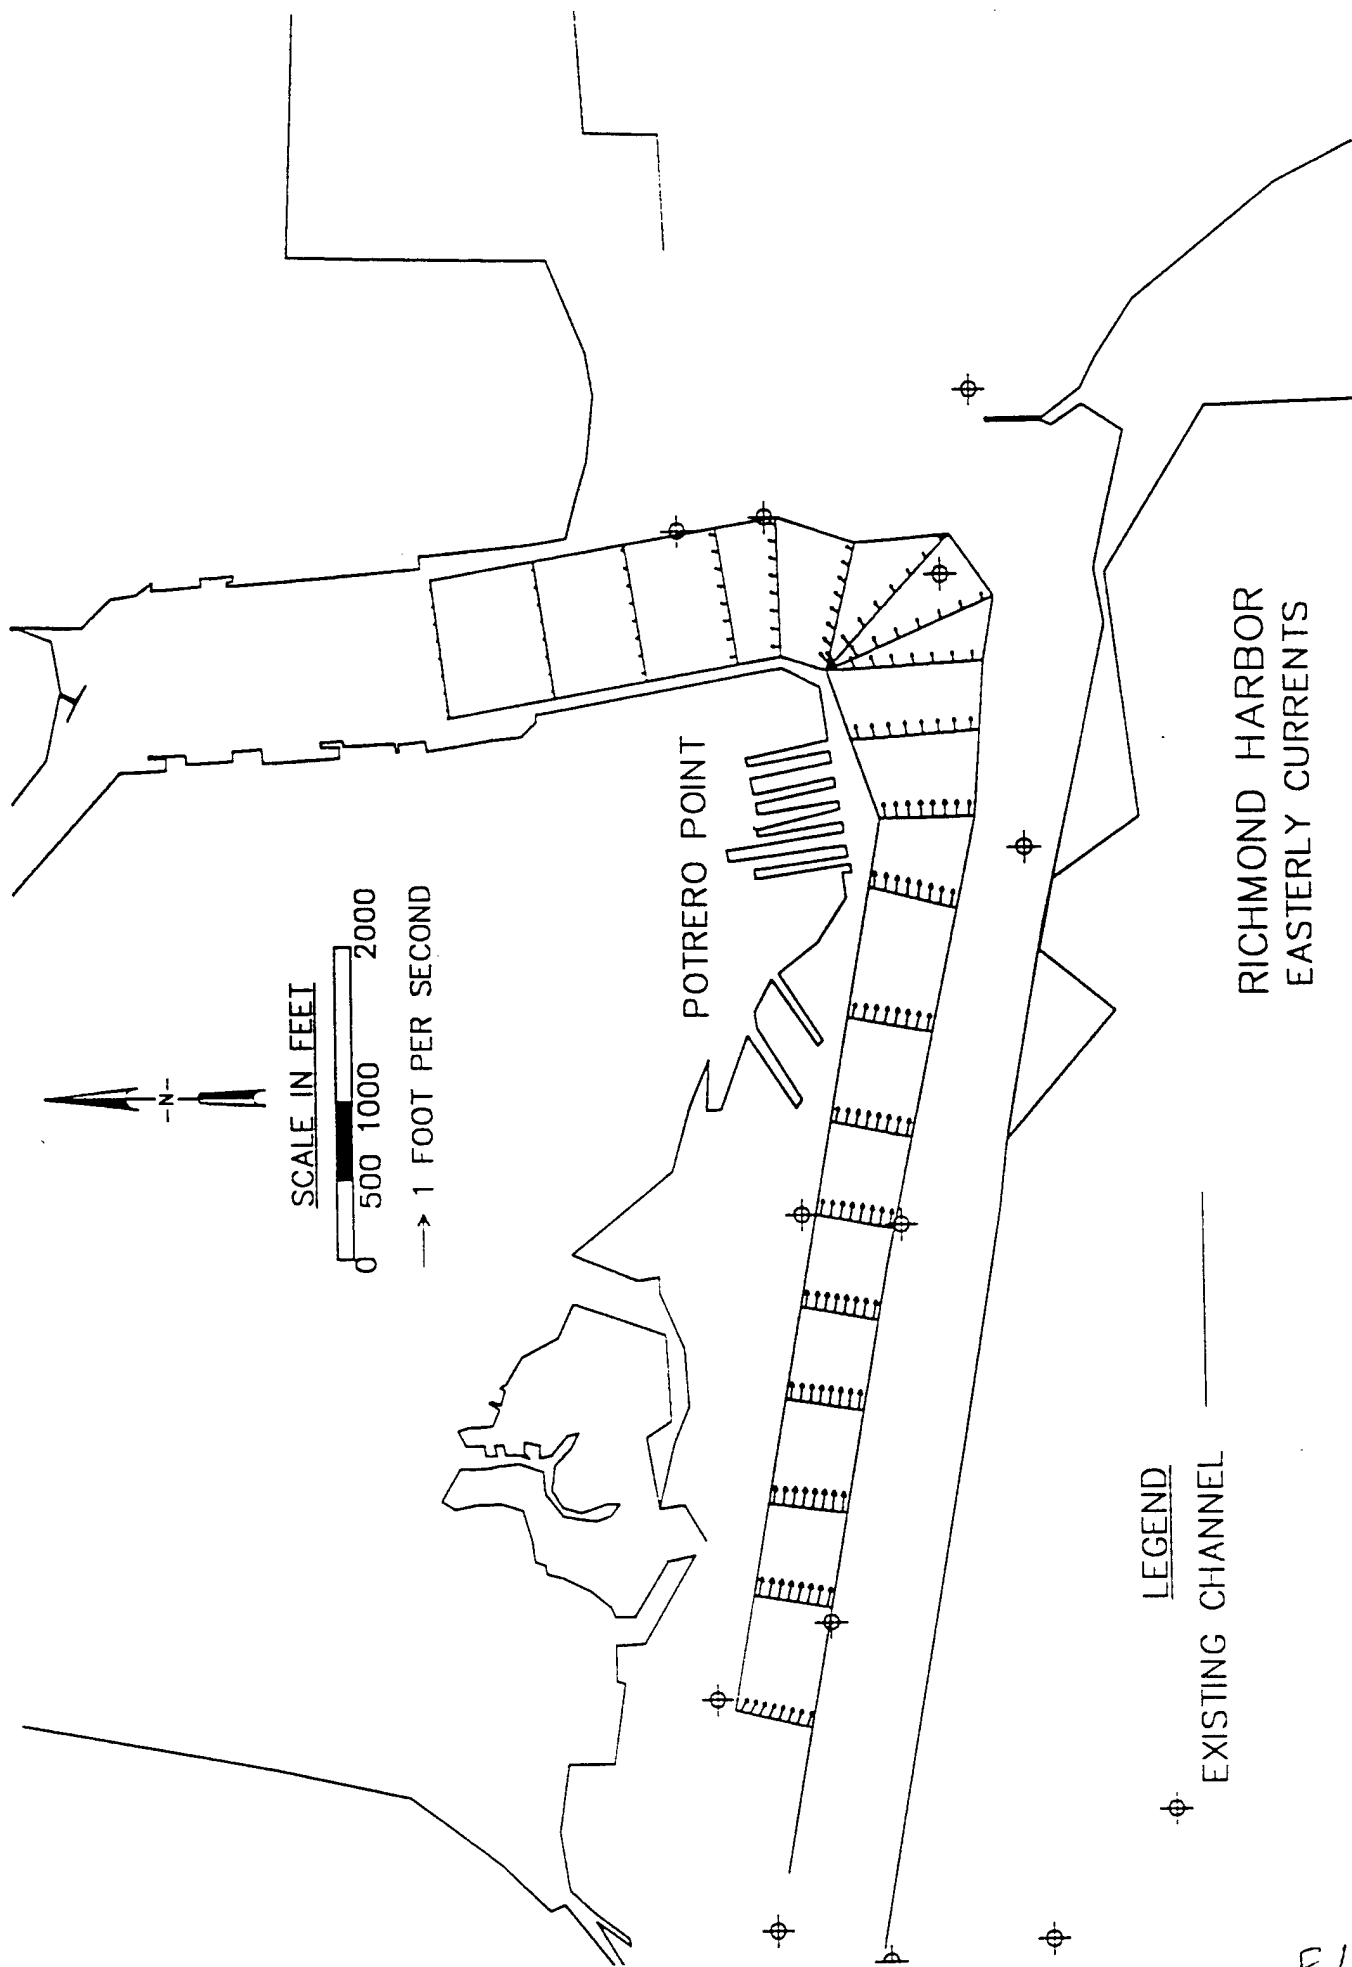 -N-
SCALE IN FEET
0 500 1000 2000
1 FOOT PER SECOND
POTRERO POINT
LEGEND
EXISTING CHANNEL
RICHMOND HARBOR
EASTERLY CURRENTS